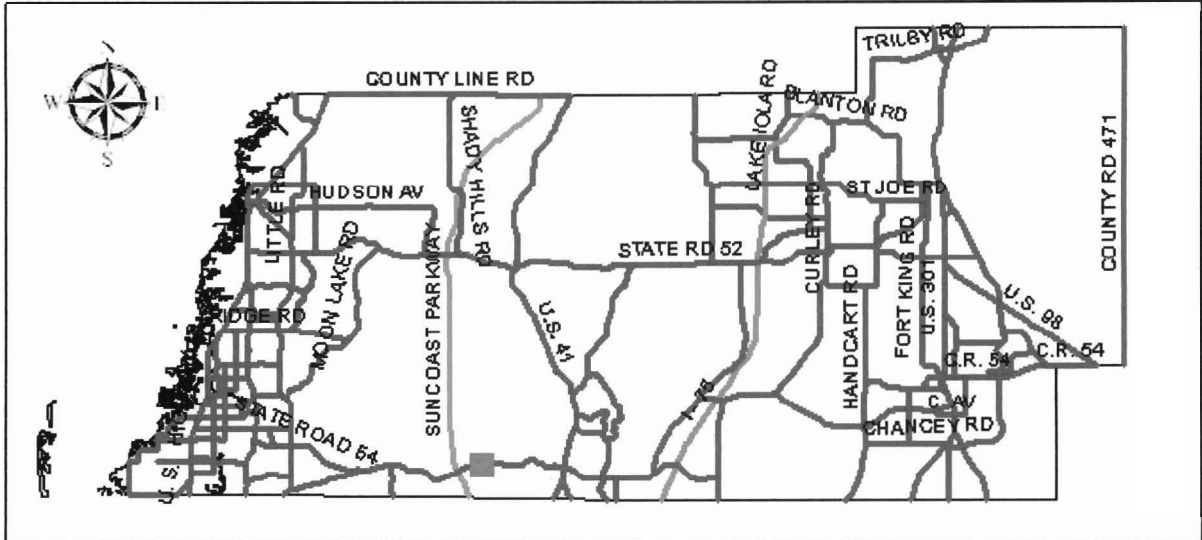 N
W
E
S
TRILBY RD
COUNTY LINE RD
LAKE IOLA RD
BLANTON RD
SHADY HILLS RD
COUNTY RD 471
LITTLE RD
HUDSON AV
ST JOE RD
MOON LAKE RD
SUNCOAST PARKWAY
STATE RD 52
CURLEY RD
HANDCART RD
FORT KING RD
U.S. 301
U.S. 98
RIDGE RD
U.S. 41
C.R. 54
C.R. 54
I-75
C. AV
STATE ROAD 54
CHANCEY RD
U.S.